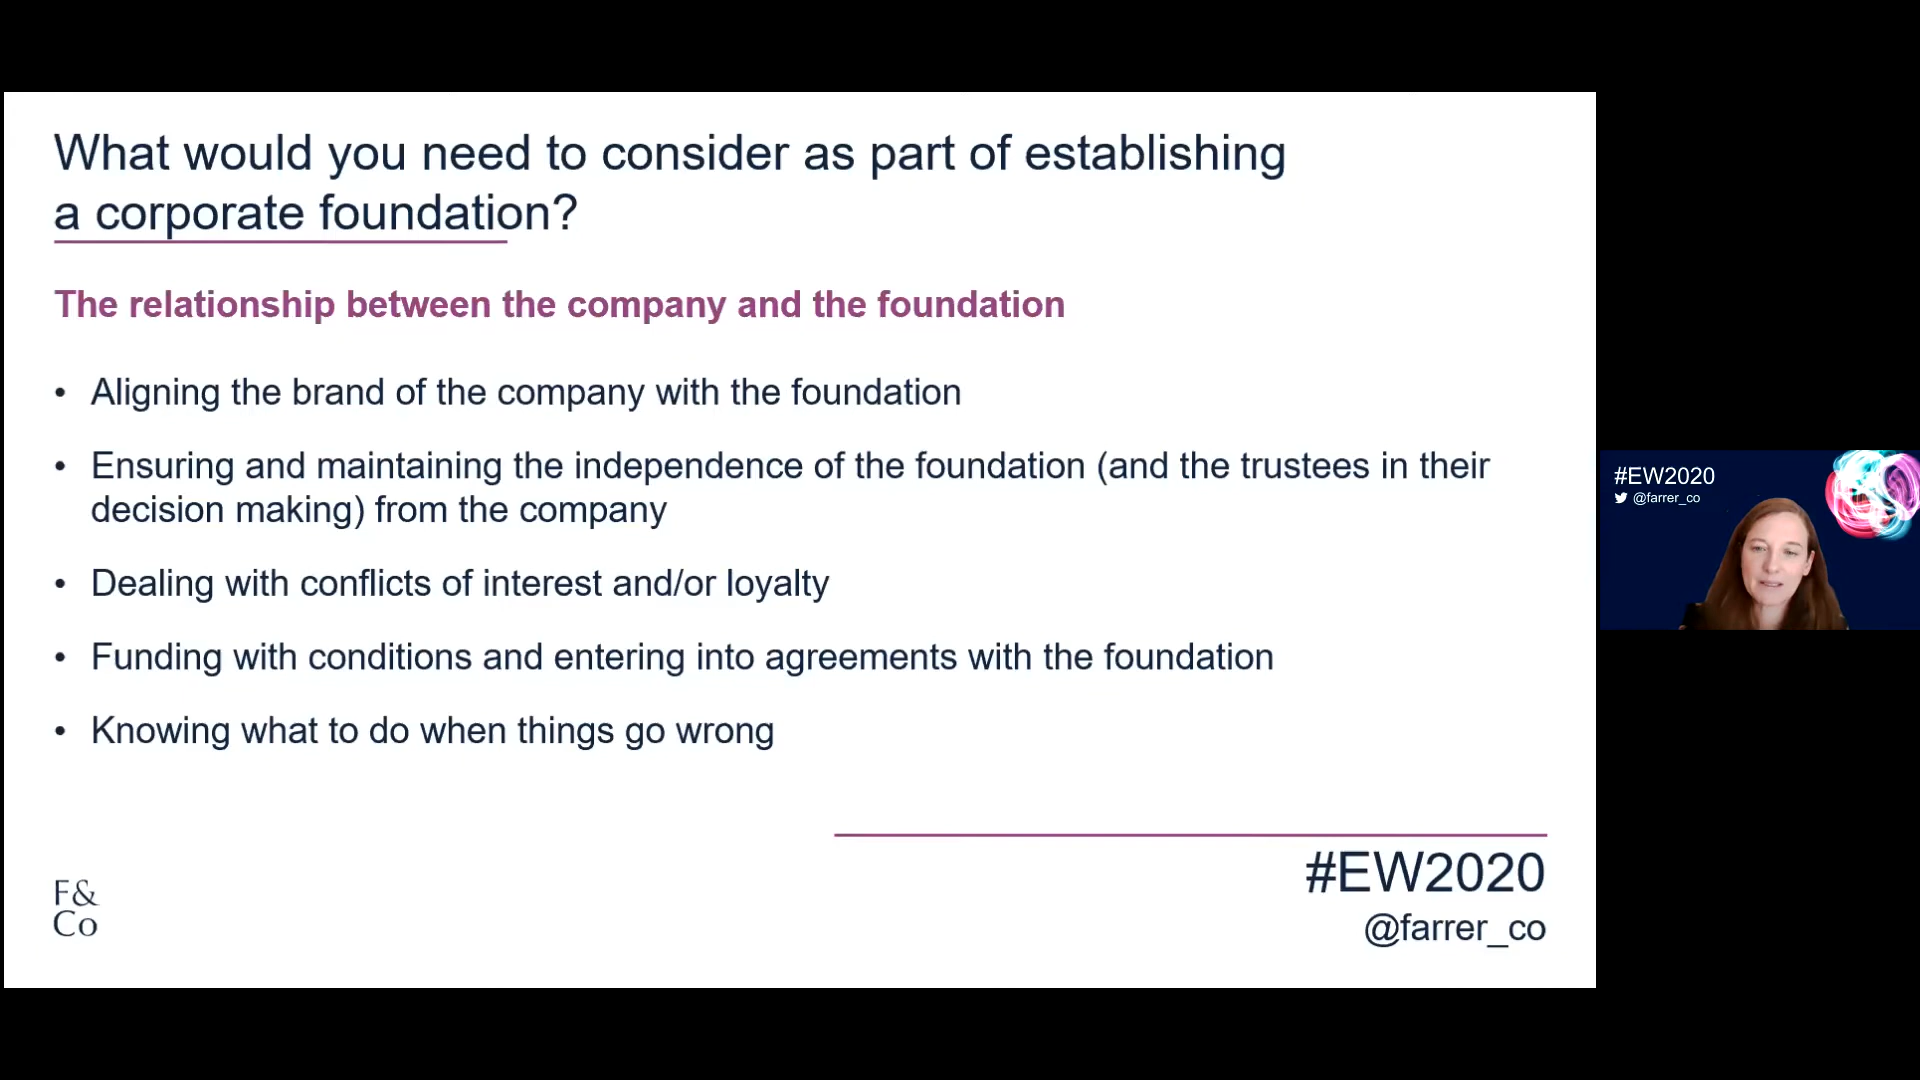 What would you need to consider as part of establishing
a corporate foundation?
The relationship between the company and the foundation
• Aligning the brand of the company with the foundation
• Ensuring and maintaining the independence of the foundation (and the trustees in their
decision making) from the company
• Dealing with conflicts of interest and/or loyalty
• Funding with conditions and entering into agreements with the foundation
• Knowing what to do when things go wrong
F&
Co
#EW2020
@farrer_co
#EW2020
@farrer_co